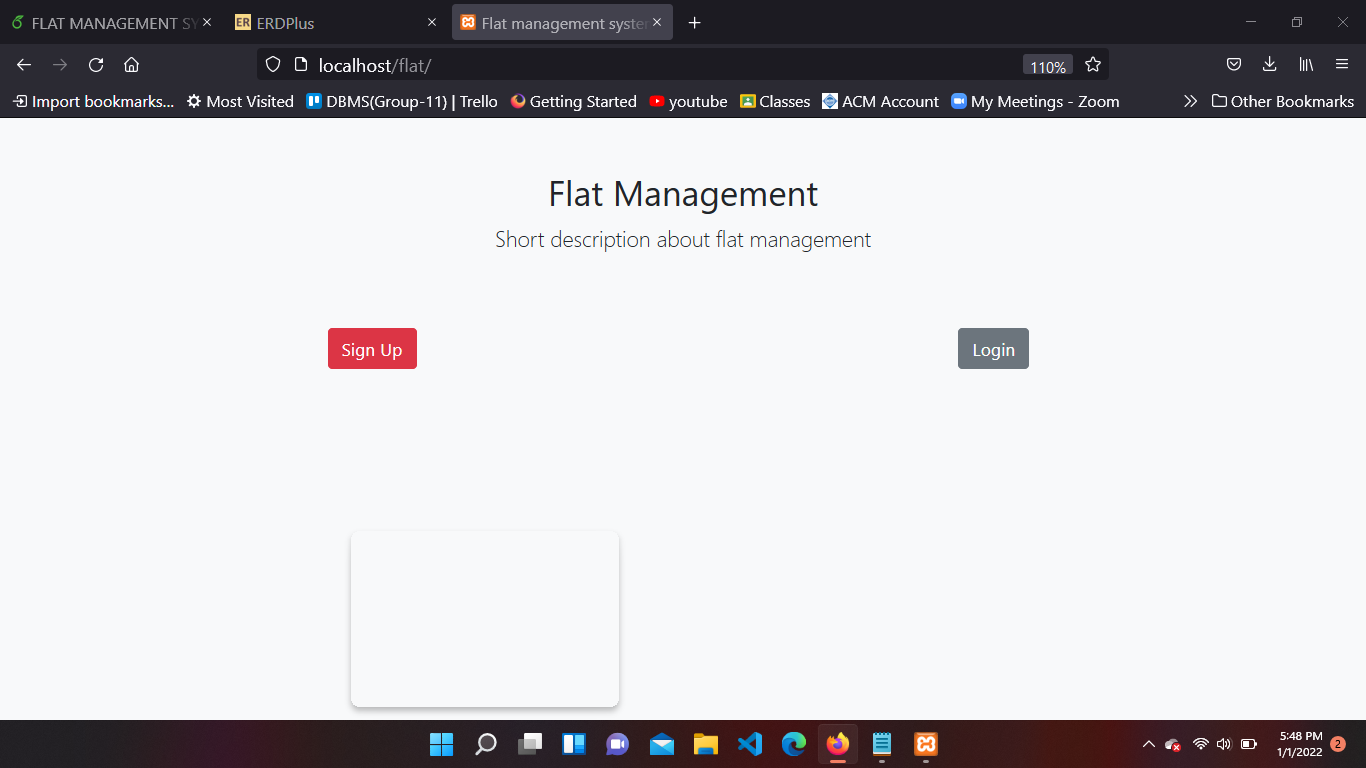 FLAT MANAGEMENT SY
ER ERDPlus
Flat management syste
localhost/flat/
110%
Import bookmarks...
Most Visited
DBMS(Group-11) | Trello
Getting Started
youtube
Classes
ACM Account
My Meetings - Zoom
Other Bookmarks
Flat Management
Short description about flat management
Sign Up
Login
5:48 PM
1/1/2022
2